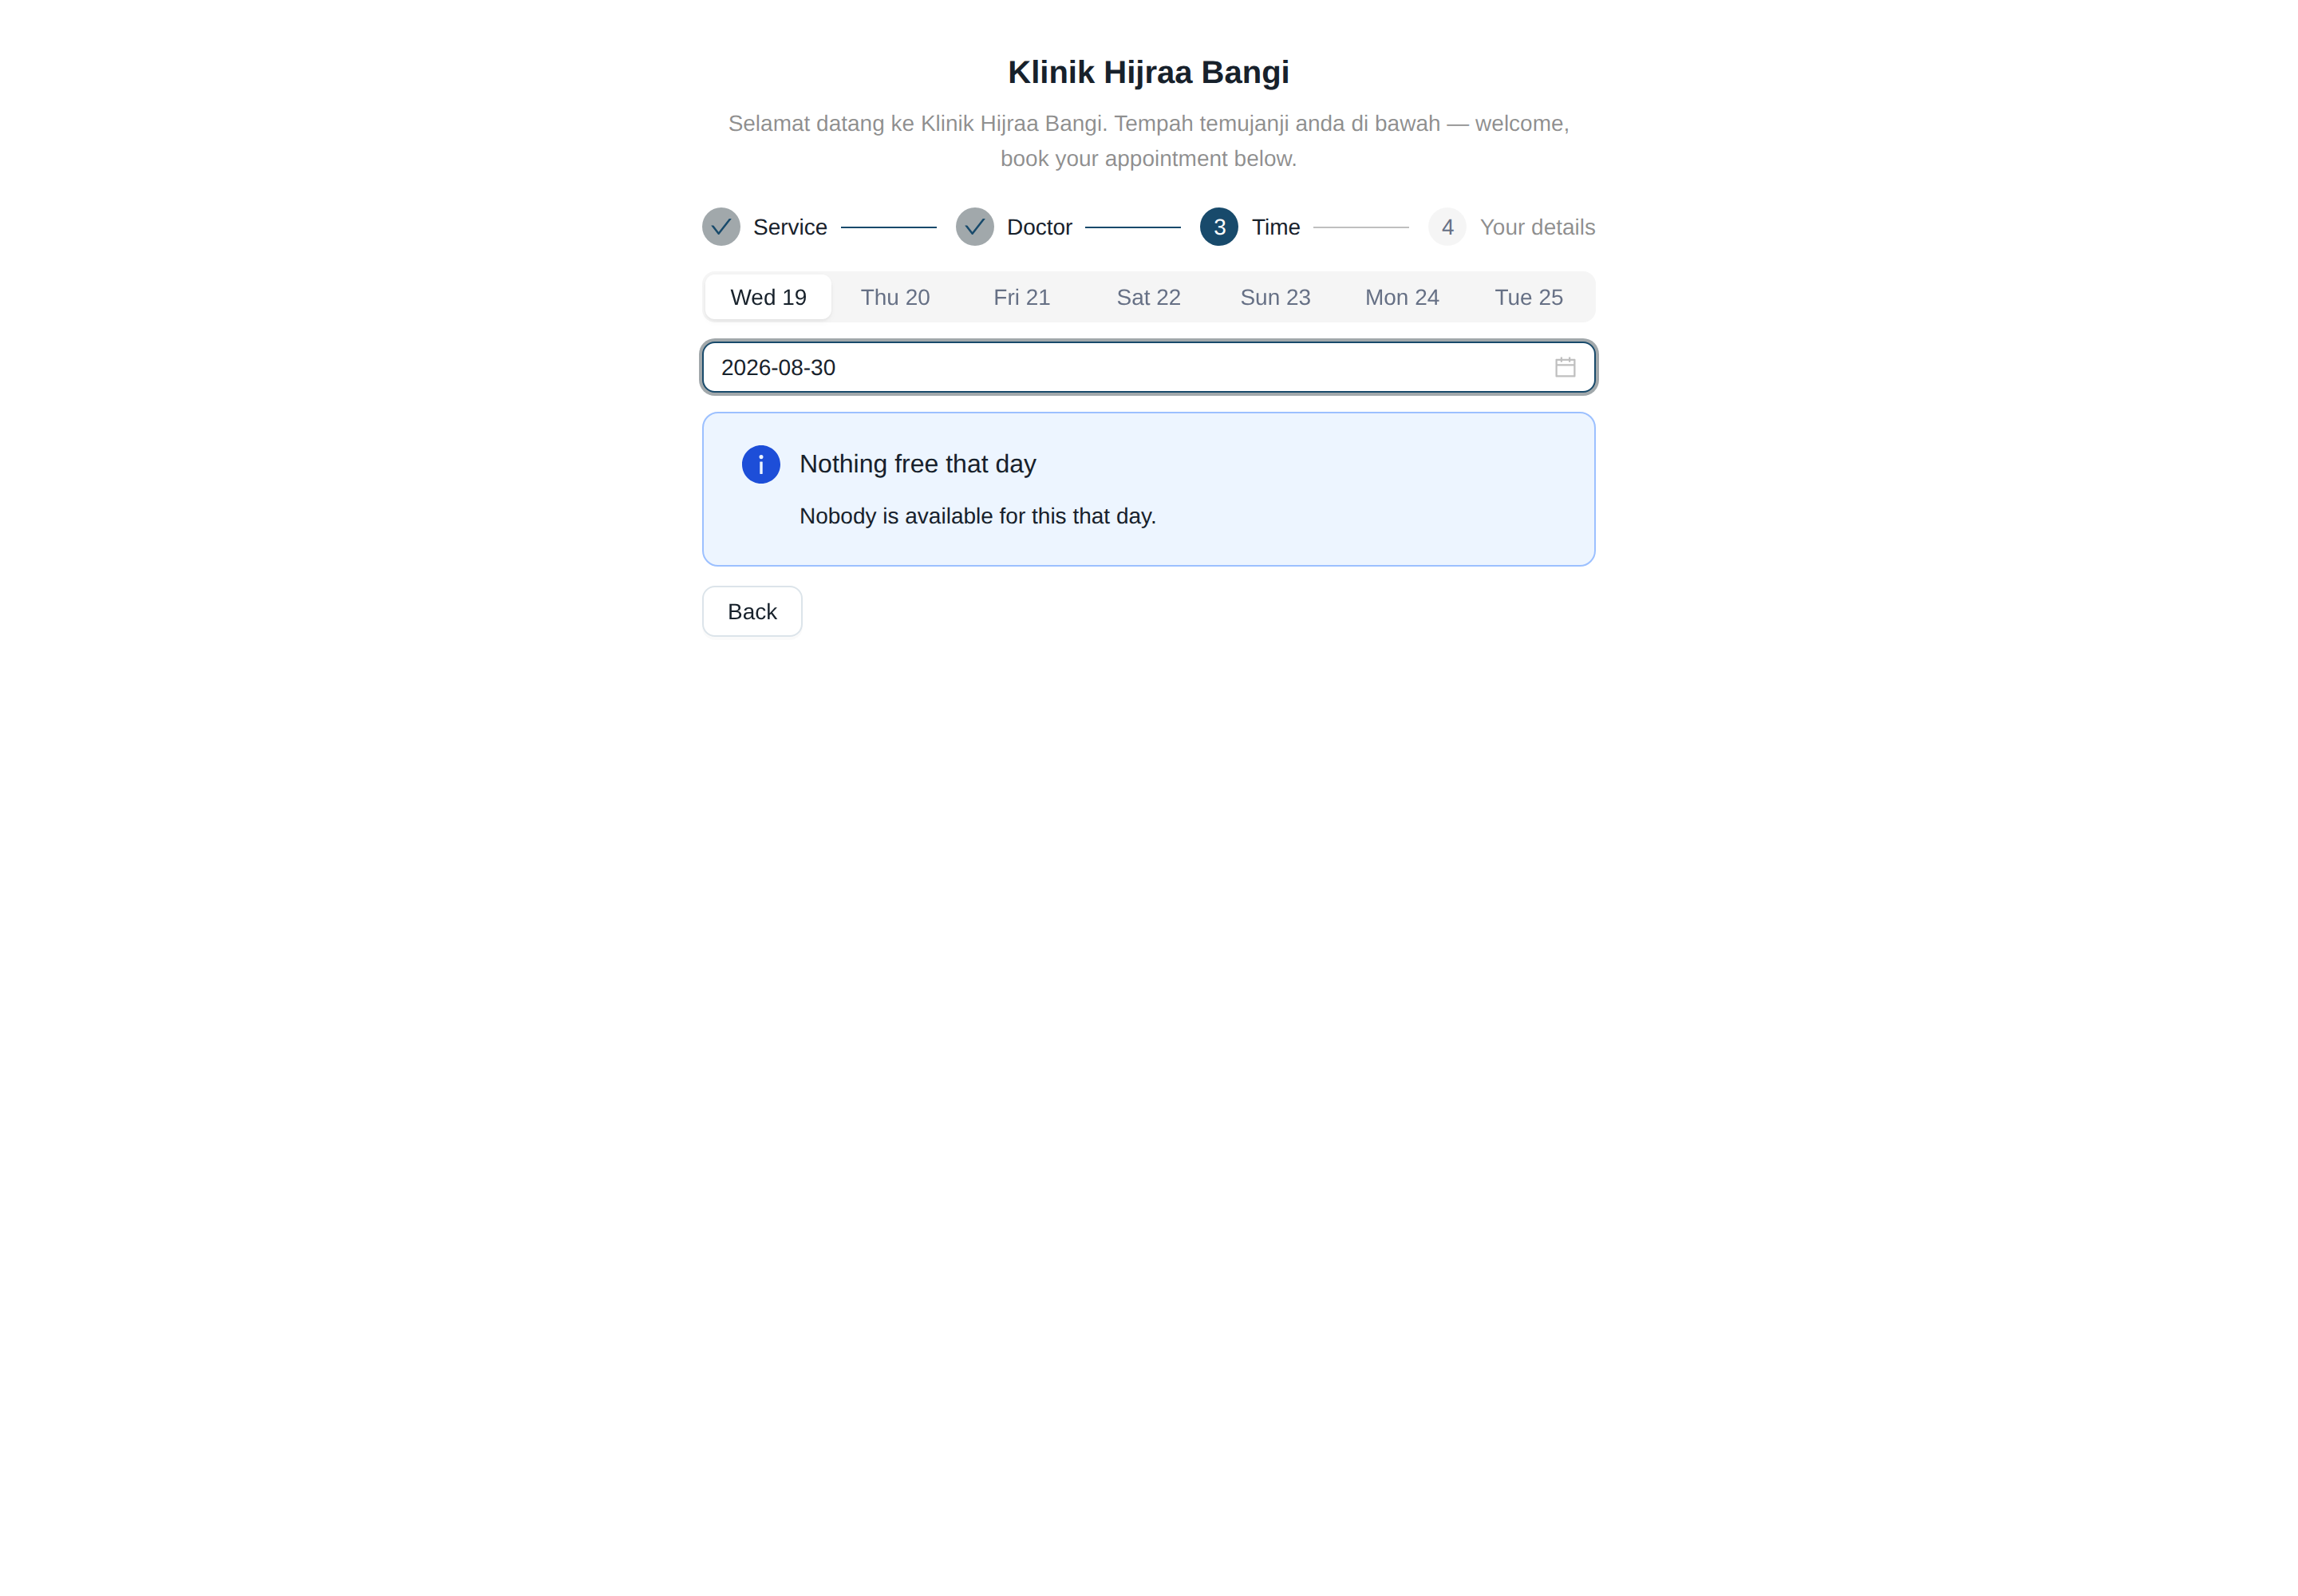 Klinik Hijraa Bangi
Selamat datang ke Klinik Hijraa Bangi. Tempah temujanji anda di bawah — welcome,
book your appointment below.
Service Doctor 3 Time 4 Your details
Wed 19 Thu 20 Fri 21 Sat 22 Sun 23 Mon 24 Tue 25
2026-08-30
Nothing free that day
Nobody is available for this that day.
Back